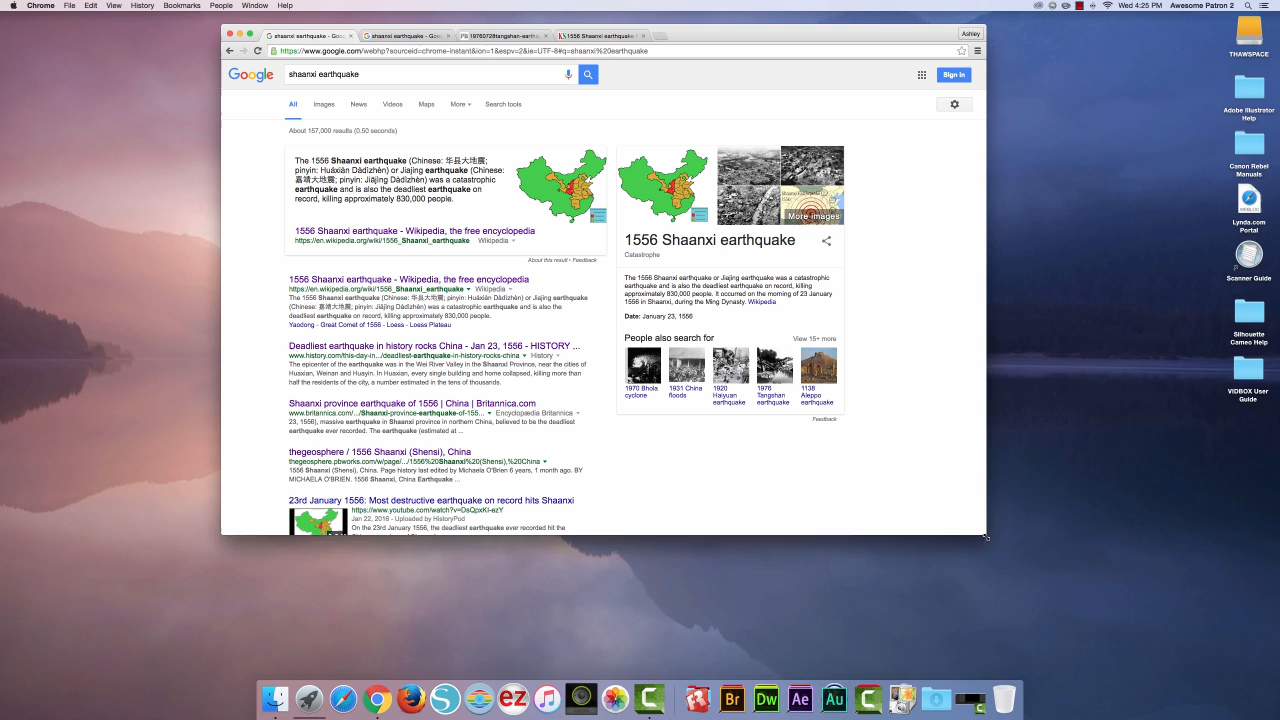 Chrome File Edit View History Bookmarks People Window Help
Wed 4:25 PM Awesome Patron 2
shaanxi earthquake - Goo
shaanxi earthquake - Goo
19760728tangshan-earth
1556 Shaanxi earthquake
Ashley
https://www.google.com/webhp?sourceid=chrome-instant&ion=1&espv=2&ie=UTF-8#q=shaanxi%20earthquake
Google
shaanxi earthquake
Sign in
All Images News Videos Maps More Search tools
About 157,000 results (0.50 seconds)
The 1556 Shaanxi earthquake (Chinese: 华县大地震;
pinyin: Huáxiàn Dàdìzhèn) or Jiajing earthquake (Chinese:
嘉靖大地震; pinyin: Jiājìng Dàdìzhèn) was a catastrophic
earthquake and is also the deadliest earthquake on
record, killing approximately 830,000 people.
1556 Shaanxi earthquake - Wikipedia, the free encyclopedia
https://en.wikipedia.org/wiki/1556_Shaanxi_earthquake Wikipedia
About this result • Feedback
1556 Shaanxi earthquake - Wikipedia, the free encyclopedia
https://en.wikipedia.org/wiki/1556_Shaanxi_earthquake Wikipedia
The 1556 Shaanxi earthquake (Chinese: 华县大地震; pinyin: Huáxiàn Dàdìzhèn) or Jiajing earthquake
(Chinese: 嘉靖大地震; pinyin: Jiājìng Dàdìzhèn) was a catastrophic earthquake and is also the
deadliest earthquake on record, killing approximately 830,000 people.
Yaodong - Great Comet of 1556 - Loess - Loess Plateau
Deadliest earthquake in history rocks China - Jan 23, 1556 - HISTORY ...
www.history.com/this-day-in.../deadliest-earthquake-in-history-rocks-china History
The epicenter of the earthquake was in the Wei River Valley in the Shaanxi Province, near the cities of
Huaxian, Weinan and Huayin. In Huaxian, every single building and home collapsed, killing more than
half the residents of the city, a number estimated in the tens of thousands.
Shaanxi province earthquake of 1556 | China | Britannica.com
www.britannica.com/.../Shaanxi-province-earthquake-of-155... Encyclopædia Britannica
23, 1556), massive earthquake in Shaanxi province in northern China, believed to be the deadliest
earthquake ever recorded. The earthquake (estimated at ...
thegeosphere / 1556 Shaanxi (Shensi), China
thegeosphere.pbworks.com/w/page/.../1556%20Shaanxi%20(Shensi),%20China
1556 Shaanxi (Shensi), China. Page history last edited by Michaela O'Brien 6 years, 1 month ago. BY
MICHAELA O'BRIEN. 1556 Shaanxi, China Earthquake ...
23rd January 1556: Most destructive earthquake on record hits Shaanxi
https://www.youtube.com/watch?v=DsQpxKI-ezY
Jan 22, 2016 - Uploaded by HistoryPod
On the 23rd January 1556, the deadliest earthquake ever recorded hit the
More images
1556 Shaanxi earthquake
Catastrophe
The 1556 Shaanxi earthquake or Jiajing earthquake was a catastrophic
earthquake and is also the deadliest earthquake on record, killing
approximately 830,000 people. It occurred on the morning of 23 January
1556 in Shaanxi, during the Ming Dynasty. Wikipedia
Date: January 23, 1556
People also search for View 15+ more
1970 Bhola
cyclone
1931 China
floods
1920
Haiyuan
earthquake
1976
Tangshan
earthquake
1138
Aleppo
earthquake
Feedback
THAWSPACE
Adobe Illustrator
Help
Canon Rebel
Manuals
Lynda.com
Portal
Scanner Guide
Silhouette
Cameo Help
VIDBOX User
Guide
ez
Br
Dw
Ae
Au